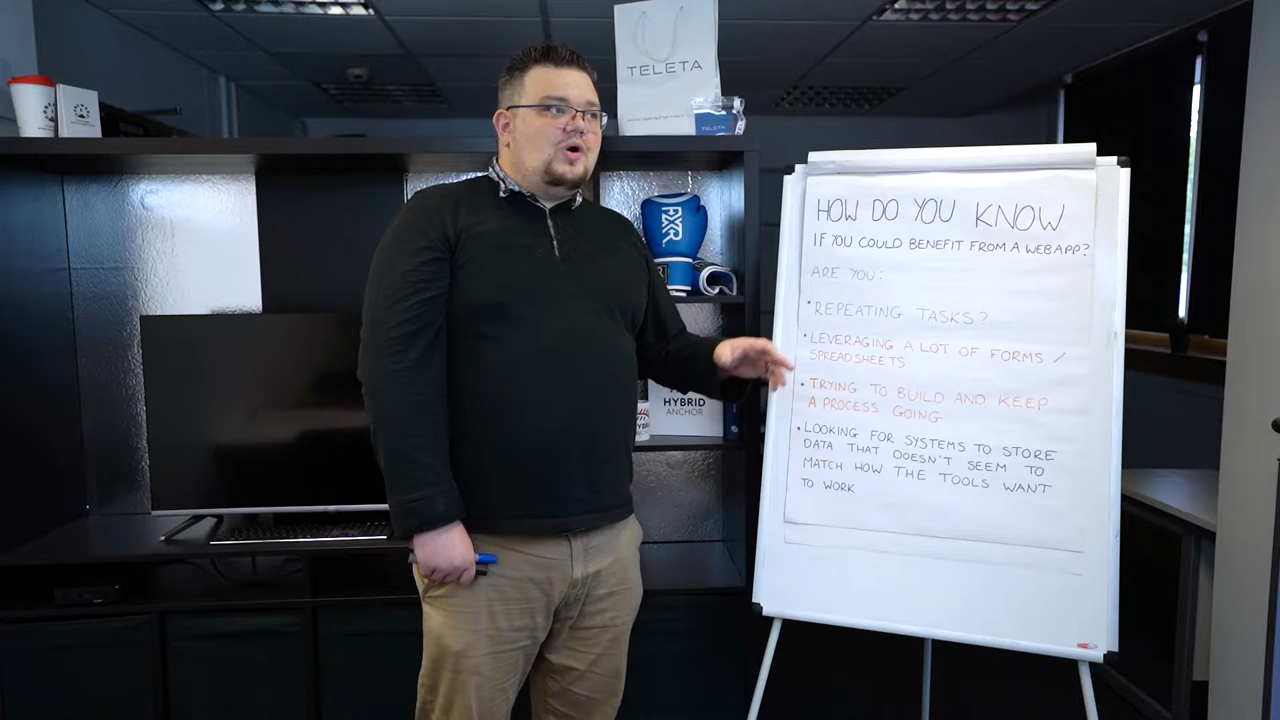 TELETA
TELETA
RXR
HYBRID
ANCHOR
HOW DO YOU KNOW
IF YOU COULD BENEFIT FROM A WEBAPP?
ARE YOU:
• REPEATING TASKS?
• LEVERAGING A LOT OF FORMS /
SPREADSHEETS
• TRYING TO BUILD AND KEEP
A PROCESS GOING
• LOOKING FOR SYSTEMS TO STORE
DATA THAT DOESN'T SEEM TO
MATCH HOW THE TOOLS WANT
TO WORK